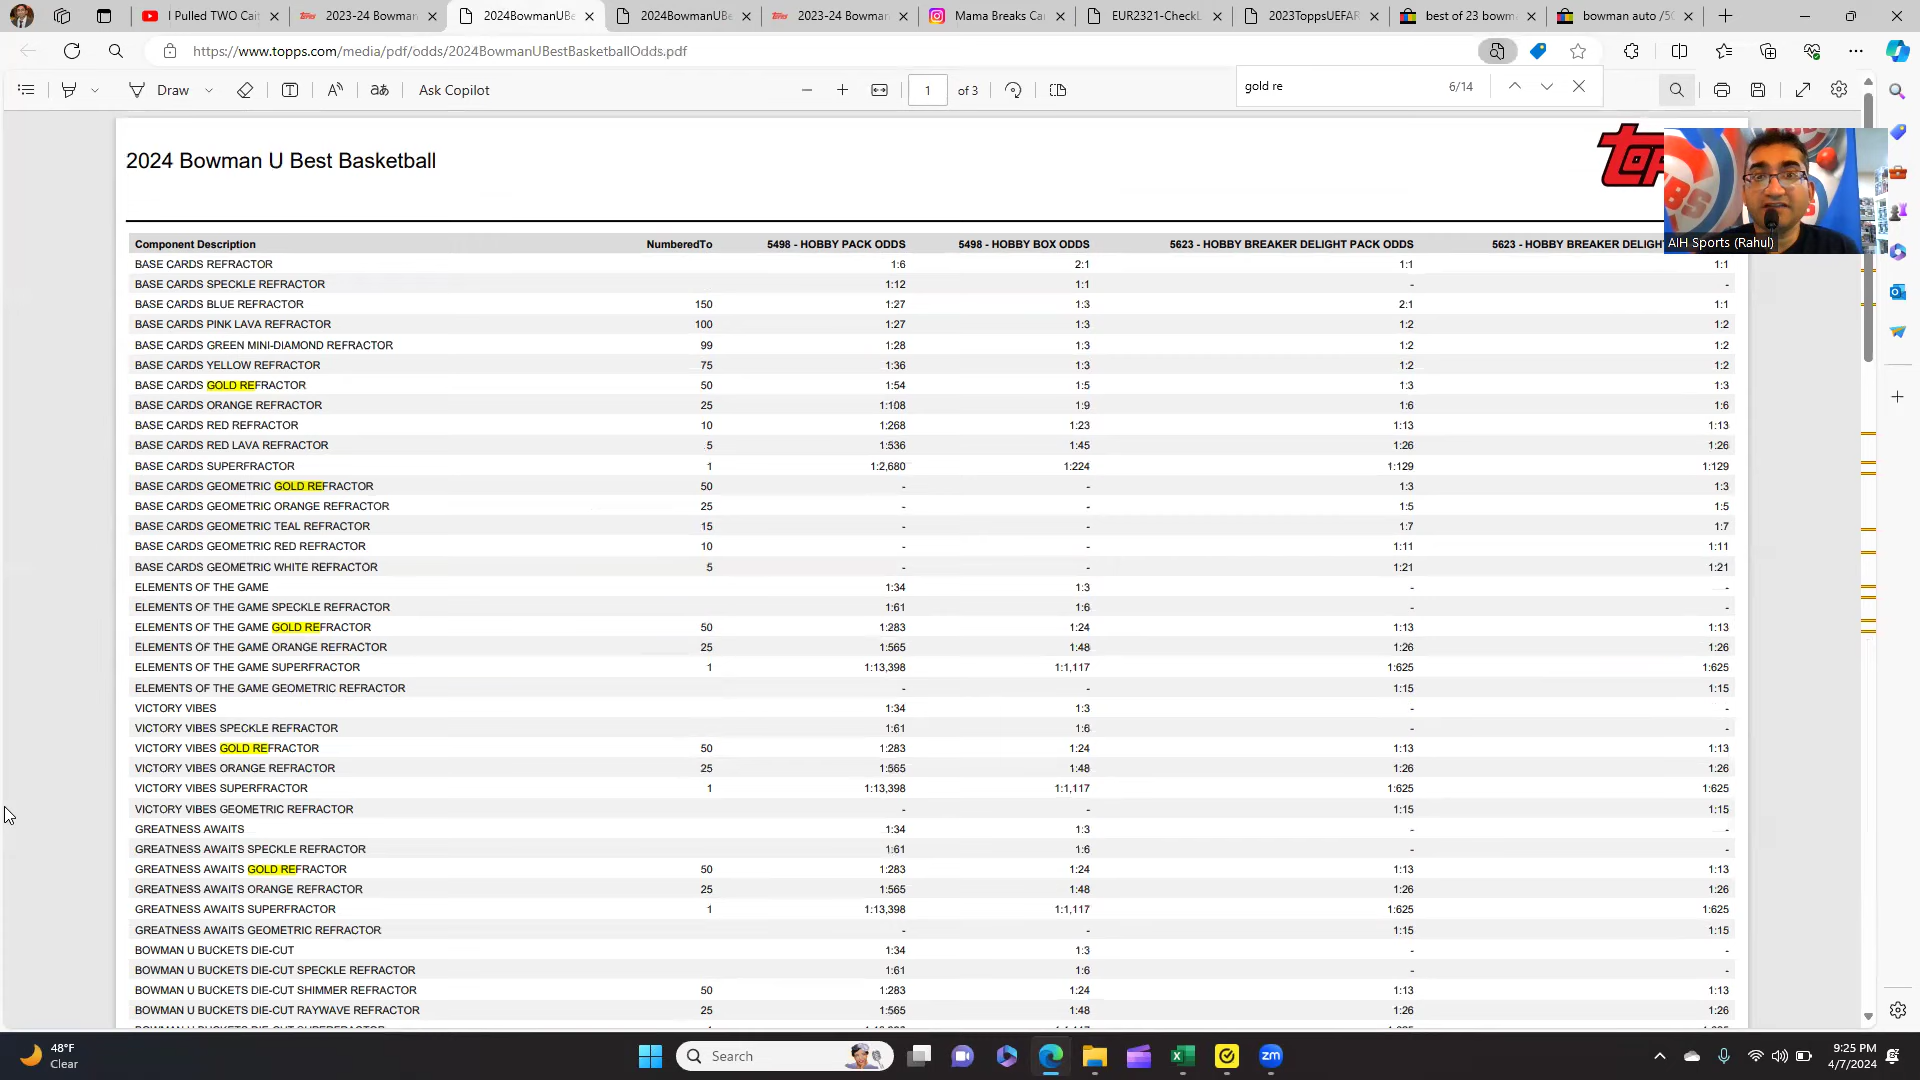 I Pulled TWO Cait
2023-24 Bowman
2024BowmanUBe
2024BowmanUBe
2023-24 Bowman
Mama Breaks Ca
EUR2321-CheckL
2023ToppsUEFAR
best of 23 bowm
bowman auto /50
https://www.topps.com/media/pdf/odds/2024BowmanUBestBasketballOdds.pdf
Draw
Ask Copilot
1 of 3
gold re 6/14
2024 Bowman U Best Basketball
AIH Sports (Rahul)
Component Description NumberedTo 5498 - HOBBY PACK ODDS 5498 - HOBBY BOX ODDS 5623 - HOBBY BREAKER DELIGHT PACK ODDS 5623 - HOBBY BREAKER DELIGH
BASE CARDS REFRACTOR 1:6 2:1 1:1 1:1
BASE CARDS SPECKLE REFRACTOR 1:12 1:1 - -
BASE CARDS BLUE REFRACTOR 150 1:27 1:3 2:1 1:1
BASE CARDS PINK LAVA REFRACTOR 100 1:27 1:3 1:2 1:2
BASE CARDS GREEN MINI-DIAMOND REFRACTOR 99 1:28 1:3 1:2 1:2
BASE CARDS YELLOW REFRACTOR 75 1:36 1:3 1:2 1:2
BASE CARDS GOLD REFRACTOR 50 1:54 1:5 1:3 1:3
BASE CARDS ORANGE REFRACTOR 25 1:108 1:9 1:6 1:6
BASE CARDS RED REFRACTOR 10 1:268 1:23 1:13 1:13
BASE CARDS RED LAVA REFRACTOR 5 1:536 1:45 1:26 1:26
BASE CARDS SUPERFRACTOR 1 1:2,680 1:224 1:129 1:129
BASE CARDS GEOMETRIC GOLD REFRACTOR 50 - - 1:3 1:3
BASE CARDS GEOMETRIC ORANGE REFRACTOR 25 - - 1:5 1:5
BASE CARDS GEOMETRIC TEAL REFRACTOR 15 - - 1:7 1:7
BASE CARDS GEOMETRIC RED REFRACTOR 10 - - 1:11 1:11
BASE CARDS GEOMETRIC WHITE REFRACTOR 5 - - 1:21 1:21
ELEMENTS OF THE GAME 1:34 1:3 - -
ELEMENTS OF THE GAME SPECKLE REFRACTOR 1:61 1:6 - -
ELEMENTS OF THE GAME GOLD REFRACTOR 50 1:283 1:24 1:13 1:13
ELEMENTS OF THE GAME ORANGE REFRACTOR 25 1:565 1:48 1:26 1:26
ELEMENTS OF THE GAME SUPERFRACTOR 1 1:13,398 1:1,117 1:625 1:625
ELEMENTS OF THE GAME GEOMETRIC REFRACTOR - - 1:15 1:15
VICTORY VIBES 1:34 1:3 - -
VICTORY VIBES SPECKLE REFRACTOR 1:61 1:6 - -
VICTORY VIBES GOLD REFRACTOR 50 1:283 1:24 1:13 1:13
VICTORY VIBES ORANGE REFRACTOR 25 1:565 1:48 1:26 1:26
VICTORY VIBES SUPERFRACTOR 1 1:13,398 1:1,117 1:625 1:625
VICTORY VIBES GEOMETRIC REFRACTOR - - 1:15 1:15
GREATNESS AWAITS 1:34 1:3 - -
GREATNESS AWAITS SPECKLE REFRACTOR 1:61 1:6 - -
GREATNESS AWAITS GOLD REFRACTOR 50 1:283 1:24 1:13 1:13
GREATNESS AWAITS ORANGE REFRACTOR 25 1:565 1:48 1:26 1:26
GREATNESS AWAITS SUPERFRACTOR 1 1:13,398 1:1,117 1:625 1:625
GREATNESS AWAITS GEOMETRIC REFRACTOR - - 1:15 1:15
BOWMAN U BUCKETS DIE-CUT 1:34 1:3 - -
BOWMAN U BUCKETS DIE-CUT SPECKLE REFRACTOR 1:61 1:6 - -
BOWMAN U BUCKETS DIE-CUT SHIMMER REFRACTOR 50 1:283 1:24 1:13 1:13
BOWMAN U BUCKETS DIE-CUT RAYWAVE REFRACTOR 25 1:565 1:48 1:26 1:26
48°F
Clear
Search
zm
9:25 PM
4/7/2024